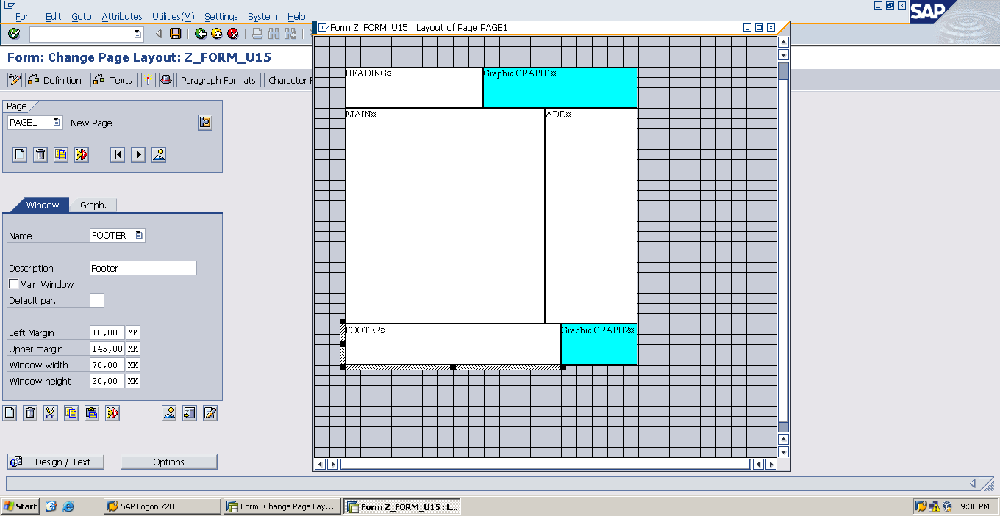 Form Edit Goto Attributes Utilities(M) Settings System Help
SAP
Form Z_FORM_U15 : Layout of Page PAGE1
Form: Change Page Layout: Z_FORM_U15
Definition Texts Paragraph Formats Character F
Page
PAGE1 New Page
Window Graph.
Name FOOTER
Description Footer
Main Window
Default par.
Left Margin 10,00 MM
Upper margin 145,00 MM
Window width 70,00 MM
Window height 20,00 MM
Design / Text Options
HEADING¤ Graphic GRAPH1¤
MAIN¤ ADD¤
FOOTER¤ Graphic GRAPH2¤
Start SAP Logon 720 Form: Change Page Lay... Form Z_FORM_U15 : L... 9:30 PM